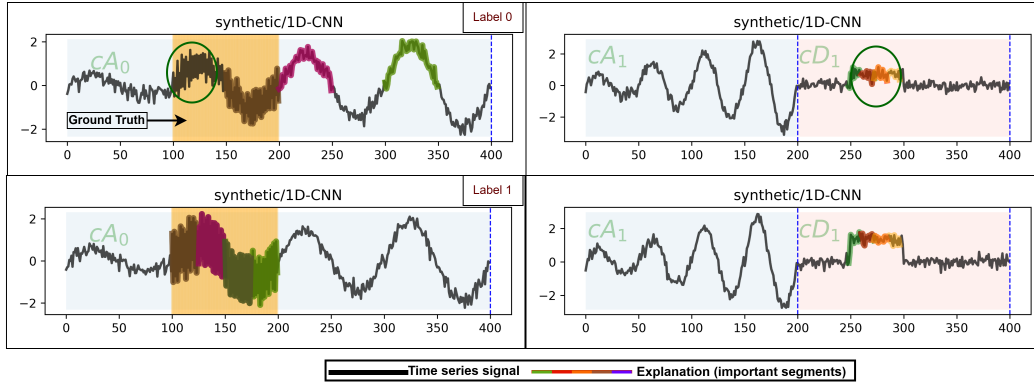 synthetic/1D-CNN
Label 0
synthetic/1D-CNN
cA0
cA1
cD1
Ground Truth
2
0
−2
0 50 100 150 200 250 300 350 400
2
0
−2
0 50 100 150 200 250 300 350 400
synthetic/1D-CNN
Label 1
synthetic/1D-CNN
cA0
cA1
cD1
2
0
−2
0 50 100 150 200 250 300 350 400
2
0
−2
0 50 100 150 200 250 300 350 400
Time series signal
Explanation (important segments)